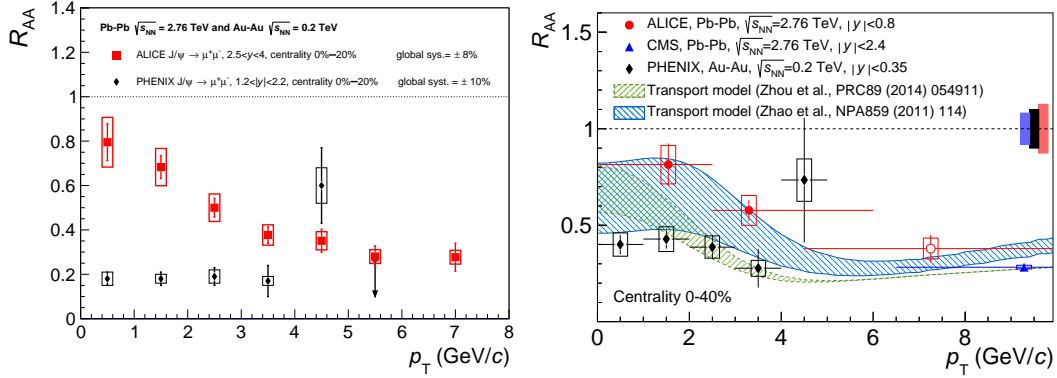 R_AA
Pb-Pb √s_NN = 2.76 TeV and Au-Au √s_NN = 0.2 TeV
ALICE J/ψ → μ⁺μ⁻, 2.5<y<4, centrality 0%–20% global sys.= ± 8%
PHENIX J/ψ → μ⁺μ⁻, 1.2<|y|<2.2, centrality 0%–20% global syst. = ± 10%
1.4
1.2
1
0.8
0.6
0.4
0.2
0
0 1 2 3 4 5 6 7 8
p_T (GeV/c)
R_AA
ALICE, Pb-Pb, √s_NN=2.76 TeV, |y|<0.8
CMS, Pb-Pb, √s_NN=2.76 TeV, |y|<2.4
PHENIX, Au-Au, √s_NN=0.2 TeV, |y|<0.35
Transport model (Zhou et al., PRC89 (2014) 054911)
Transport model (Zhao et al., NPA859 (2011) 114)
1.5
1
0.5
Centrality 0-40%
0 2 4 6 8
p_T (GeV/c)